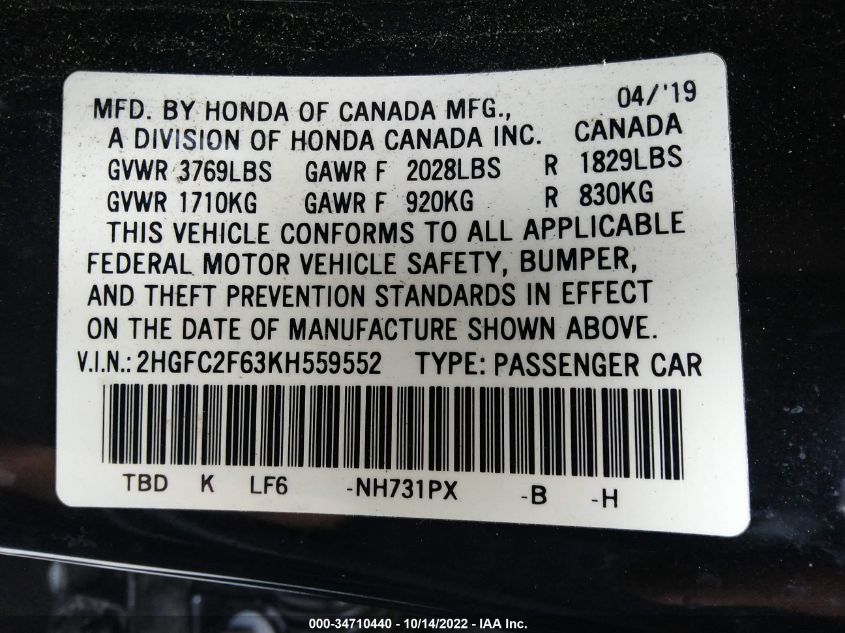 MFD. BY HONDA OF CANADA MFG., 04/'19
A DIVISION OF HONDA CANADA INC. CANADA
GVWR 3769LBS GAWR F 2028LBS R 1829LBS
GVWR 1710KG GAWR F 920KG R 830KG
THIS VEHICLE CONFORMS TO ALL APPLICABLE
FEDERAL MOTOR VEHICLE SAFETY, BUMPER,
AND THEFT PREVENTION STANDARDS IN EFFECT
ON THE DATE OF MANUFACTURE SHOWN ABOVE.
V.I.N.: 2HGFC2F63KH559552 TYPE: PASSENGER CAR
TBD K LF6 -NH731PX -B -H
000-34710440 - 10/14/2022 - IAA Inc.